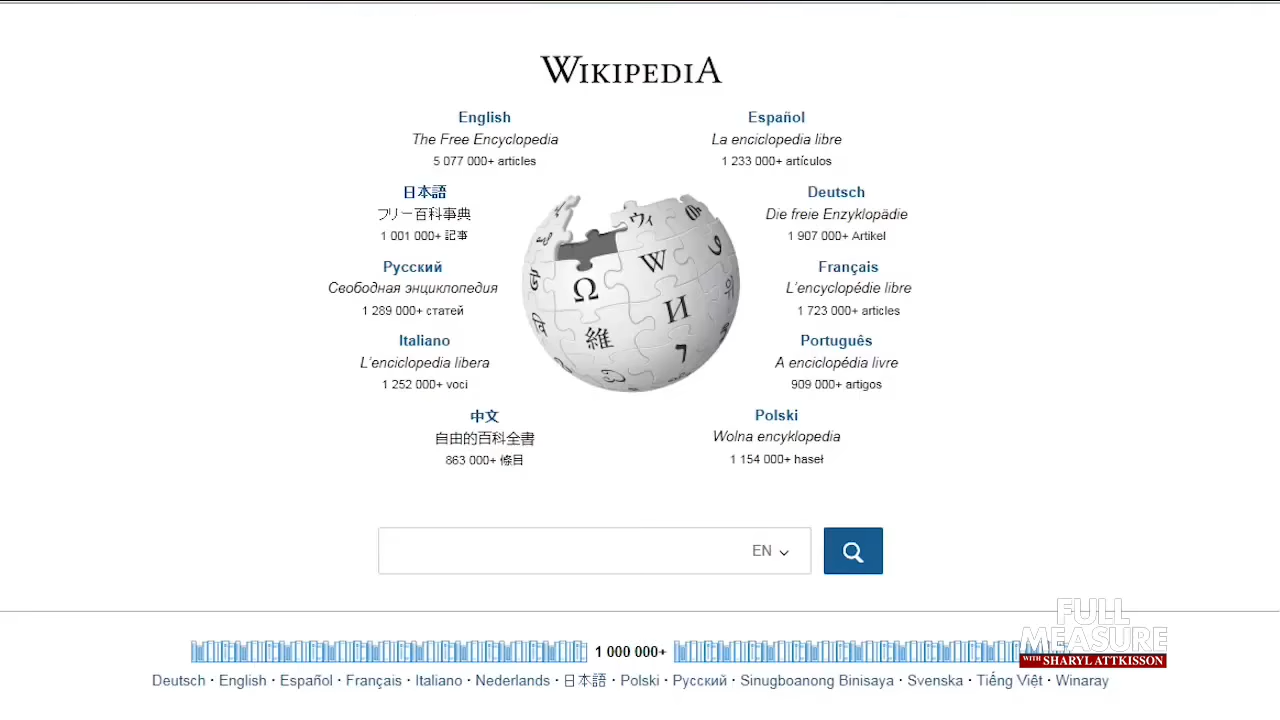 WIKIPEDIA
English
The Free Encyclopedia
5 077 000+ articles
Español
La enciclopedia libre
1 233 000+ artículos
日本語
フリー百科事典
1 001 000+ 記事
Deutsch
Die freie Enzyklopädie
1 907 000+ Artikel
Русский
Свободная энциклопедия
1 289 000+ статей
Français
L'encyclopédie libre
1 723 000+ articles
Italiano
L'enciclopedia libera
1 252 000+ voci
Português
A enciclopédia livre
909 000+ artigos
中文
自由的百科全書
863 000+ 條目
Polski
Wolna encyklopedia
1 154 000+ haseł
ウィ
W
Ω
И
維
EN
FULL
MEASURE
WITH SHARYL ATTKISSON
1 000 000+
Deutsch · English · Español · Français · Italiano · Nederlands · 日本語 · Polski · Русский · Sinugboanong Binisaya · Svenska · Tiếng Việt · Winaray